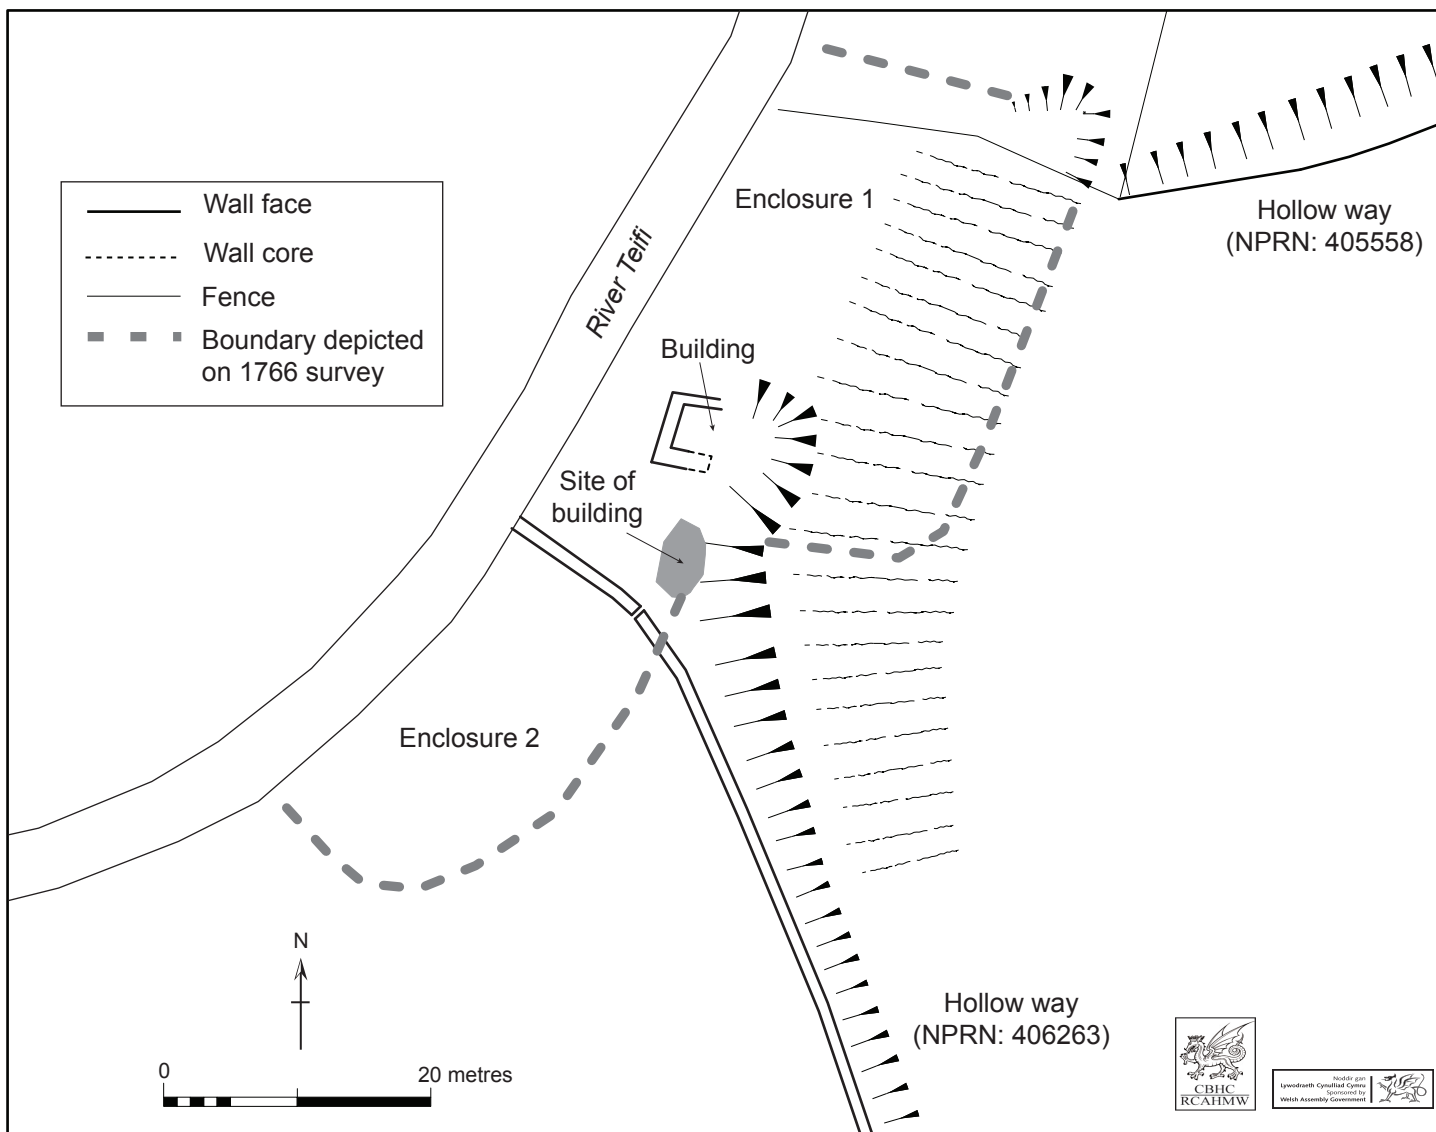 Wall face
Wall core
Fence
Boundary depicted
on 1766 survey
River Teifi
Enclosure 1
Hollow way
(NPRN: 405558)
Building
Site of
building
Enclosure 2
N
0
20 metres
Hollow way
(NPRN: 406263)
CBHC
RCAHMW
Noddir gan
Lywodraeth Cynulliad Cymru
Sponsored by
Welsh Assembly Government